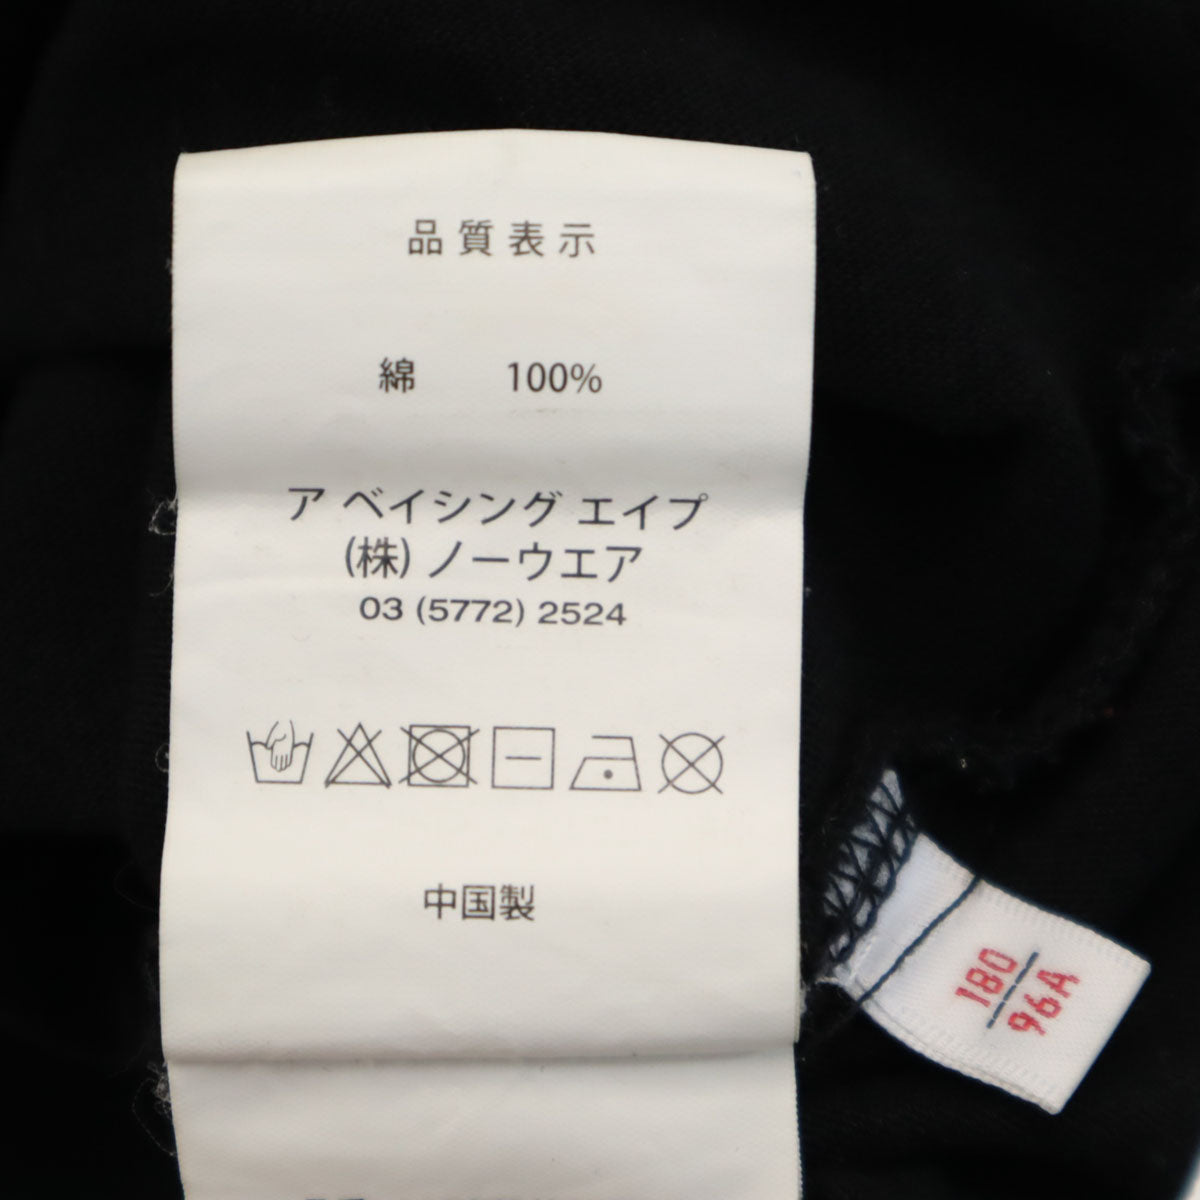 品質表示
綿 100%
ア ベイシング エイプ
(株) ノーウエア
03 (5772) 2524
中国製
180
96A